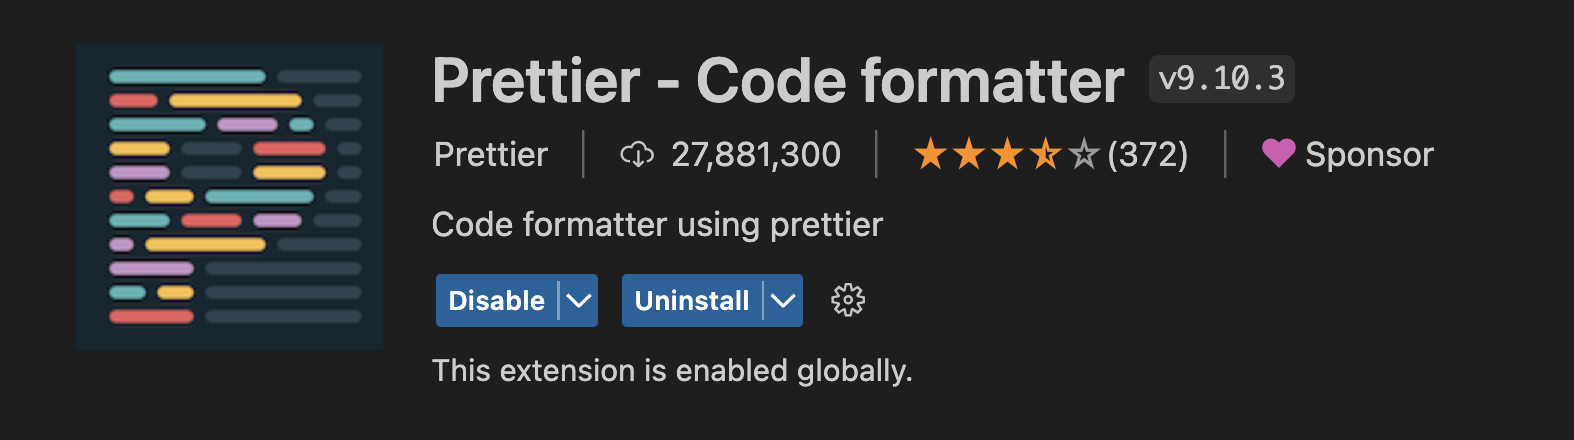 Prettier - Code formatter v9.10.3
Prettier 27,881,300 (372) Sponsor
Code formatter using prettier
Disable Uninstall
This extension is enabled globally.